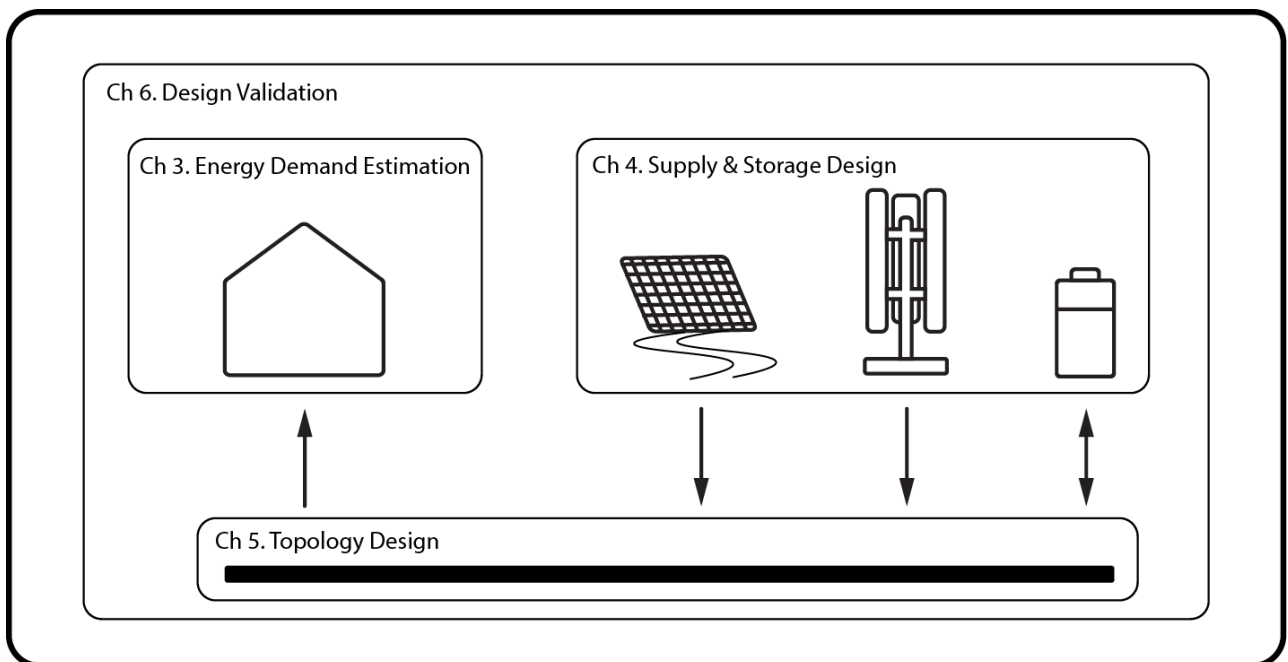 Ch 6. Design Validation
Ch 3. Energy Demand Estimation
Ch 4. Supply & Storage Design
Ch 5. Topology Design